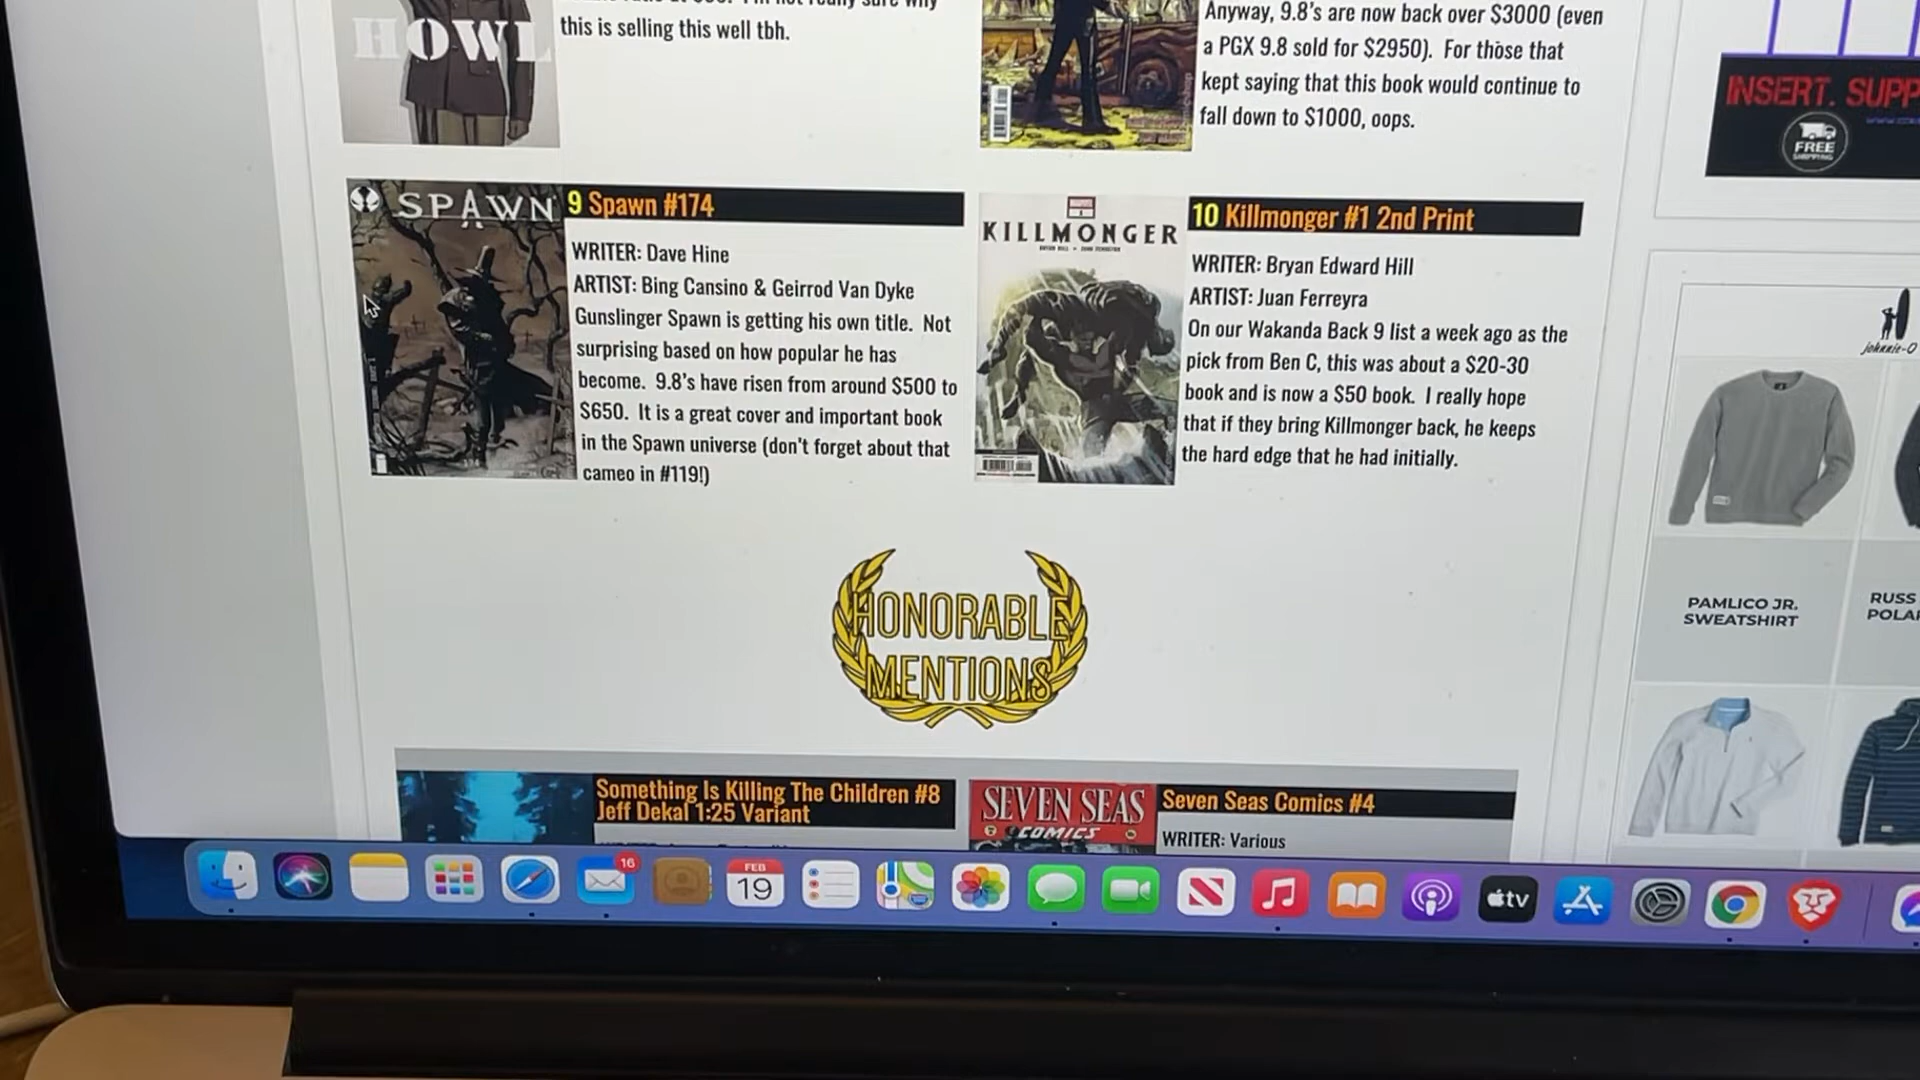 this is selling this well tbh.
HOWL
Anyway, 9.8's are now back over $3000 (even
a PGX 9.8 sold for $2950). For those that
kept saying that this book would continue to
fall down to $1000, oops.
INSERT. SUPP
FREE
SHIPPING
SPAWN
9 Spawn #174
WRITER: Dave Hine
ARTIST: Bing Cansino & Geirrod Van Dyke
Gunslinger Spawn is getting his own title. Not
surprising based on how popular he has
become. 9.8's have risen from around $500 to
$650. It is a great cover and important book
in the Spawn universe (don't forget about that
cameo in #119!)
KILLMONGER
10 Killmonger #1 2nd Print
WRITER: Bryan Edward Hill
ARTIST: Juan Ferreyra
On our Wakanda Back 9 list a week ago as the
pick from Ben C, this was about a $20-30
book and is now a $50 book. I really hope
that if they bring Killmonger back, he keeps
the hard edge that he had initially.
johnnie-O
PAMLICO JR.
SWEATSHIRT
RUSS
POLAR
HONORABLE
MENTIONS
Something Is Killing The Children #8
Jeff Dekal 1:25 Variant
SEVEN SEAS
COMICS
Seven Seas Comics #4
WRITER: Various
16
FEB
19
tv